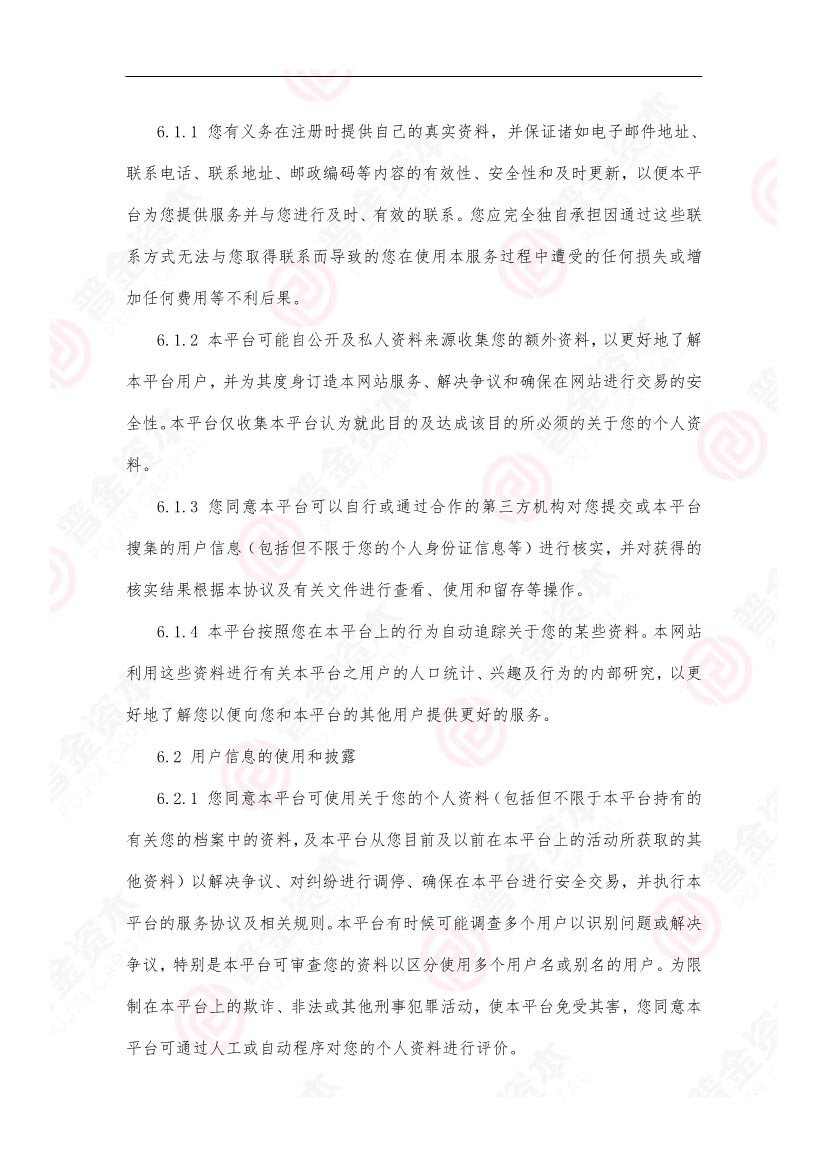 6.1.1 您有义务在注册时提供自己的真实资料，并保证诸如电子邮件地址、
联系电话、联系地址、邮政编码等内容的有效性、安全性和及时更新，以便本平
台为您提供服务并与您进行及时、有效的联系。您应完全独自承担因通过这些联
系方式无法与您取得联系而导致的您在使用本服务过程中遭受的任何损失或增
加任何费用等不利后果。
6.1.2 本平台可能自公开及私人资料来源收集您的额外资料，以更好地了解
本平台用户，并为其度身订造本网站服务、解决争议和确保在网站进行交易的安
全性。本平台仅收集本平台认为就此目的及达成该目的所必须的关于您的个人资
料。
6.1.3 您同意本平台可以自行或通过合作的第三方机构对您提交或本平台
搜集的用户信息（包括但不限于您的个人身份证信息等）进行核实，并对获得的
核实结果根据本协议及有关文件进行查看、使用和留存等操作。
6.1.4 本平台按照您在本平台上的行为自动追踪关于您的某些资料。本网站
利用这些资料进行有关本平台之用户的人口统计、兴趣及行为的内部研究，以更
好地了解您以便向您和本平台的其他用户提供更好的服务。
6.2 用户信息的使用和披露
6.2.1 您同意本平台可使用关于您的个人资料（包括但不限于本平台持有的
有关您的档案中的资料，及本平台从您目前及以前在本平台上的活动所获取的其
他资料）以解决争议、对纠纷进行调停、确保在本平台进行安全交易，并执行本
平台的服务协议及相关规则。本平台有时候可能调查多个用户以识别问题或解决
争议，特别是本平台可审查您的资料以区分使用多个用户名或别名的用户。为限
制在本平台上的欺诈、非法或其他刑事犯罪活动，使本平台免受其害，您同意本
平台可通过人工或自动程序对您的个人资料进行评价。
普金资本
PUJIN CAPITAL